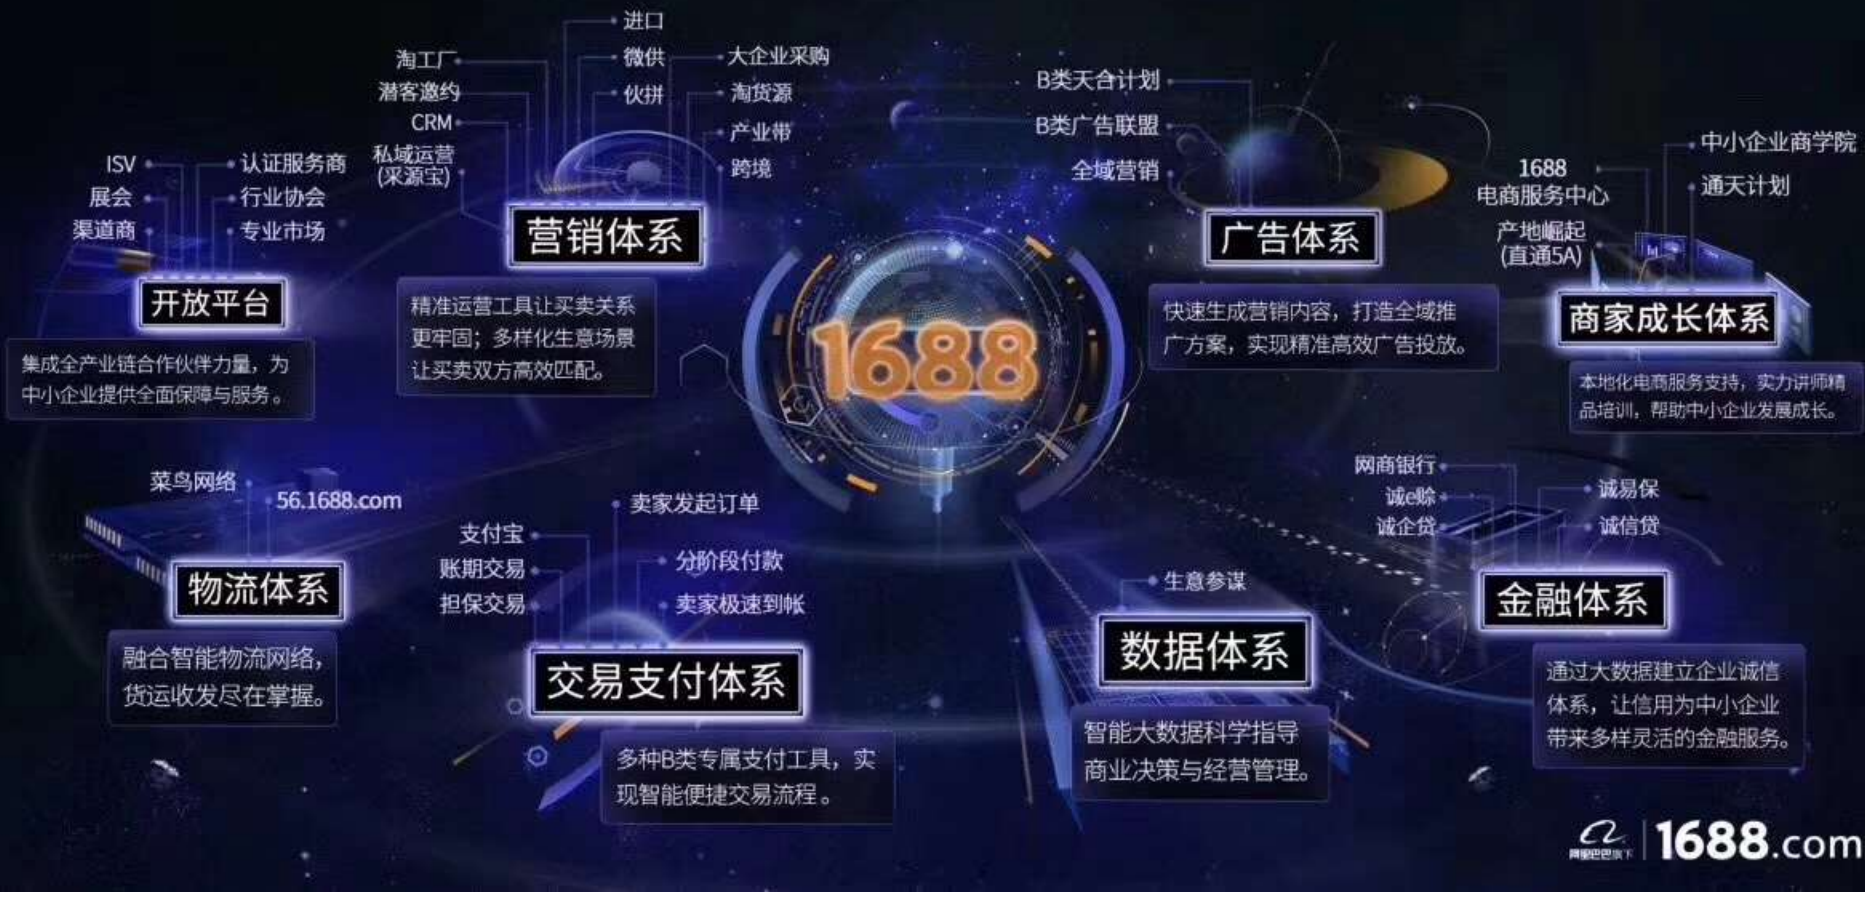 ISV
展会
渠道商
认证服务商
行业协会
专业市场
开放平台
集成全产业链合作伙伴力量，为
中小企业提供全面保障与服务。
淘工厂
潜客邀约
CRM
私域运营
(采源宝)
进口
微供
伙拼
大企业采购
淘货源
产业带
跨境
营销体系
精准运营工具让买卖关系
更牢固；多样化生意场景
让买卖双方高效匹配。
1688
B类天合计划
B类广告联盟
全域营销
广告体系
快速生成营销内容，打造全域推
广方案，实现精准高效广告投放。
1688
电商服务中心
产地崛起
(直通5A)
中小企业商学院
通天计划
商家成长体系
本地化电商服务支持，实力讲师精
品培训，帮助中小企业发展成长。
菜鸟网络
56.1688.com
物流体系
融合智能物流网络，
货运收发尽在掌握。
支付宝
账期交易
担保交易
卖家发起订单
分阶段付款
卖家极速到帐
交易支付体系
多种B类专属支付工具，实
现智能便捷交易流程。
生意参谋
数据体系
智能大数据科学指导
商业决策与经营管理。
网商银行
诚e赊
诚企贷
诚易保
诚信贷
金融体系
通过大数据建立企业诚信
体系，让信用为中小企业
带来多样灵活的金融服务。
阿里巴巴旗下
1688.com